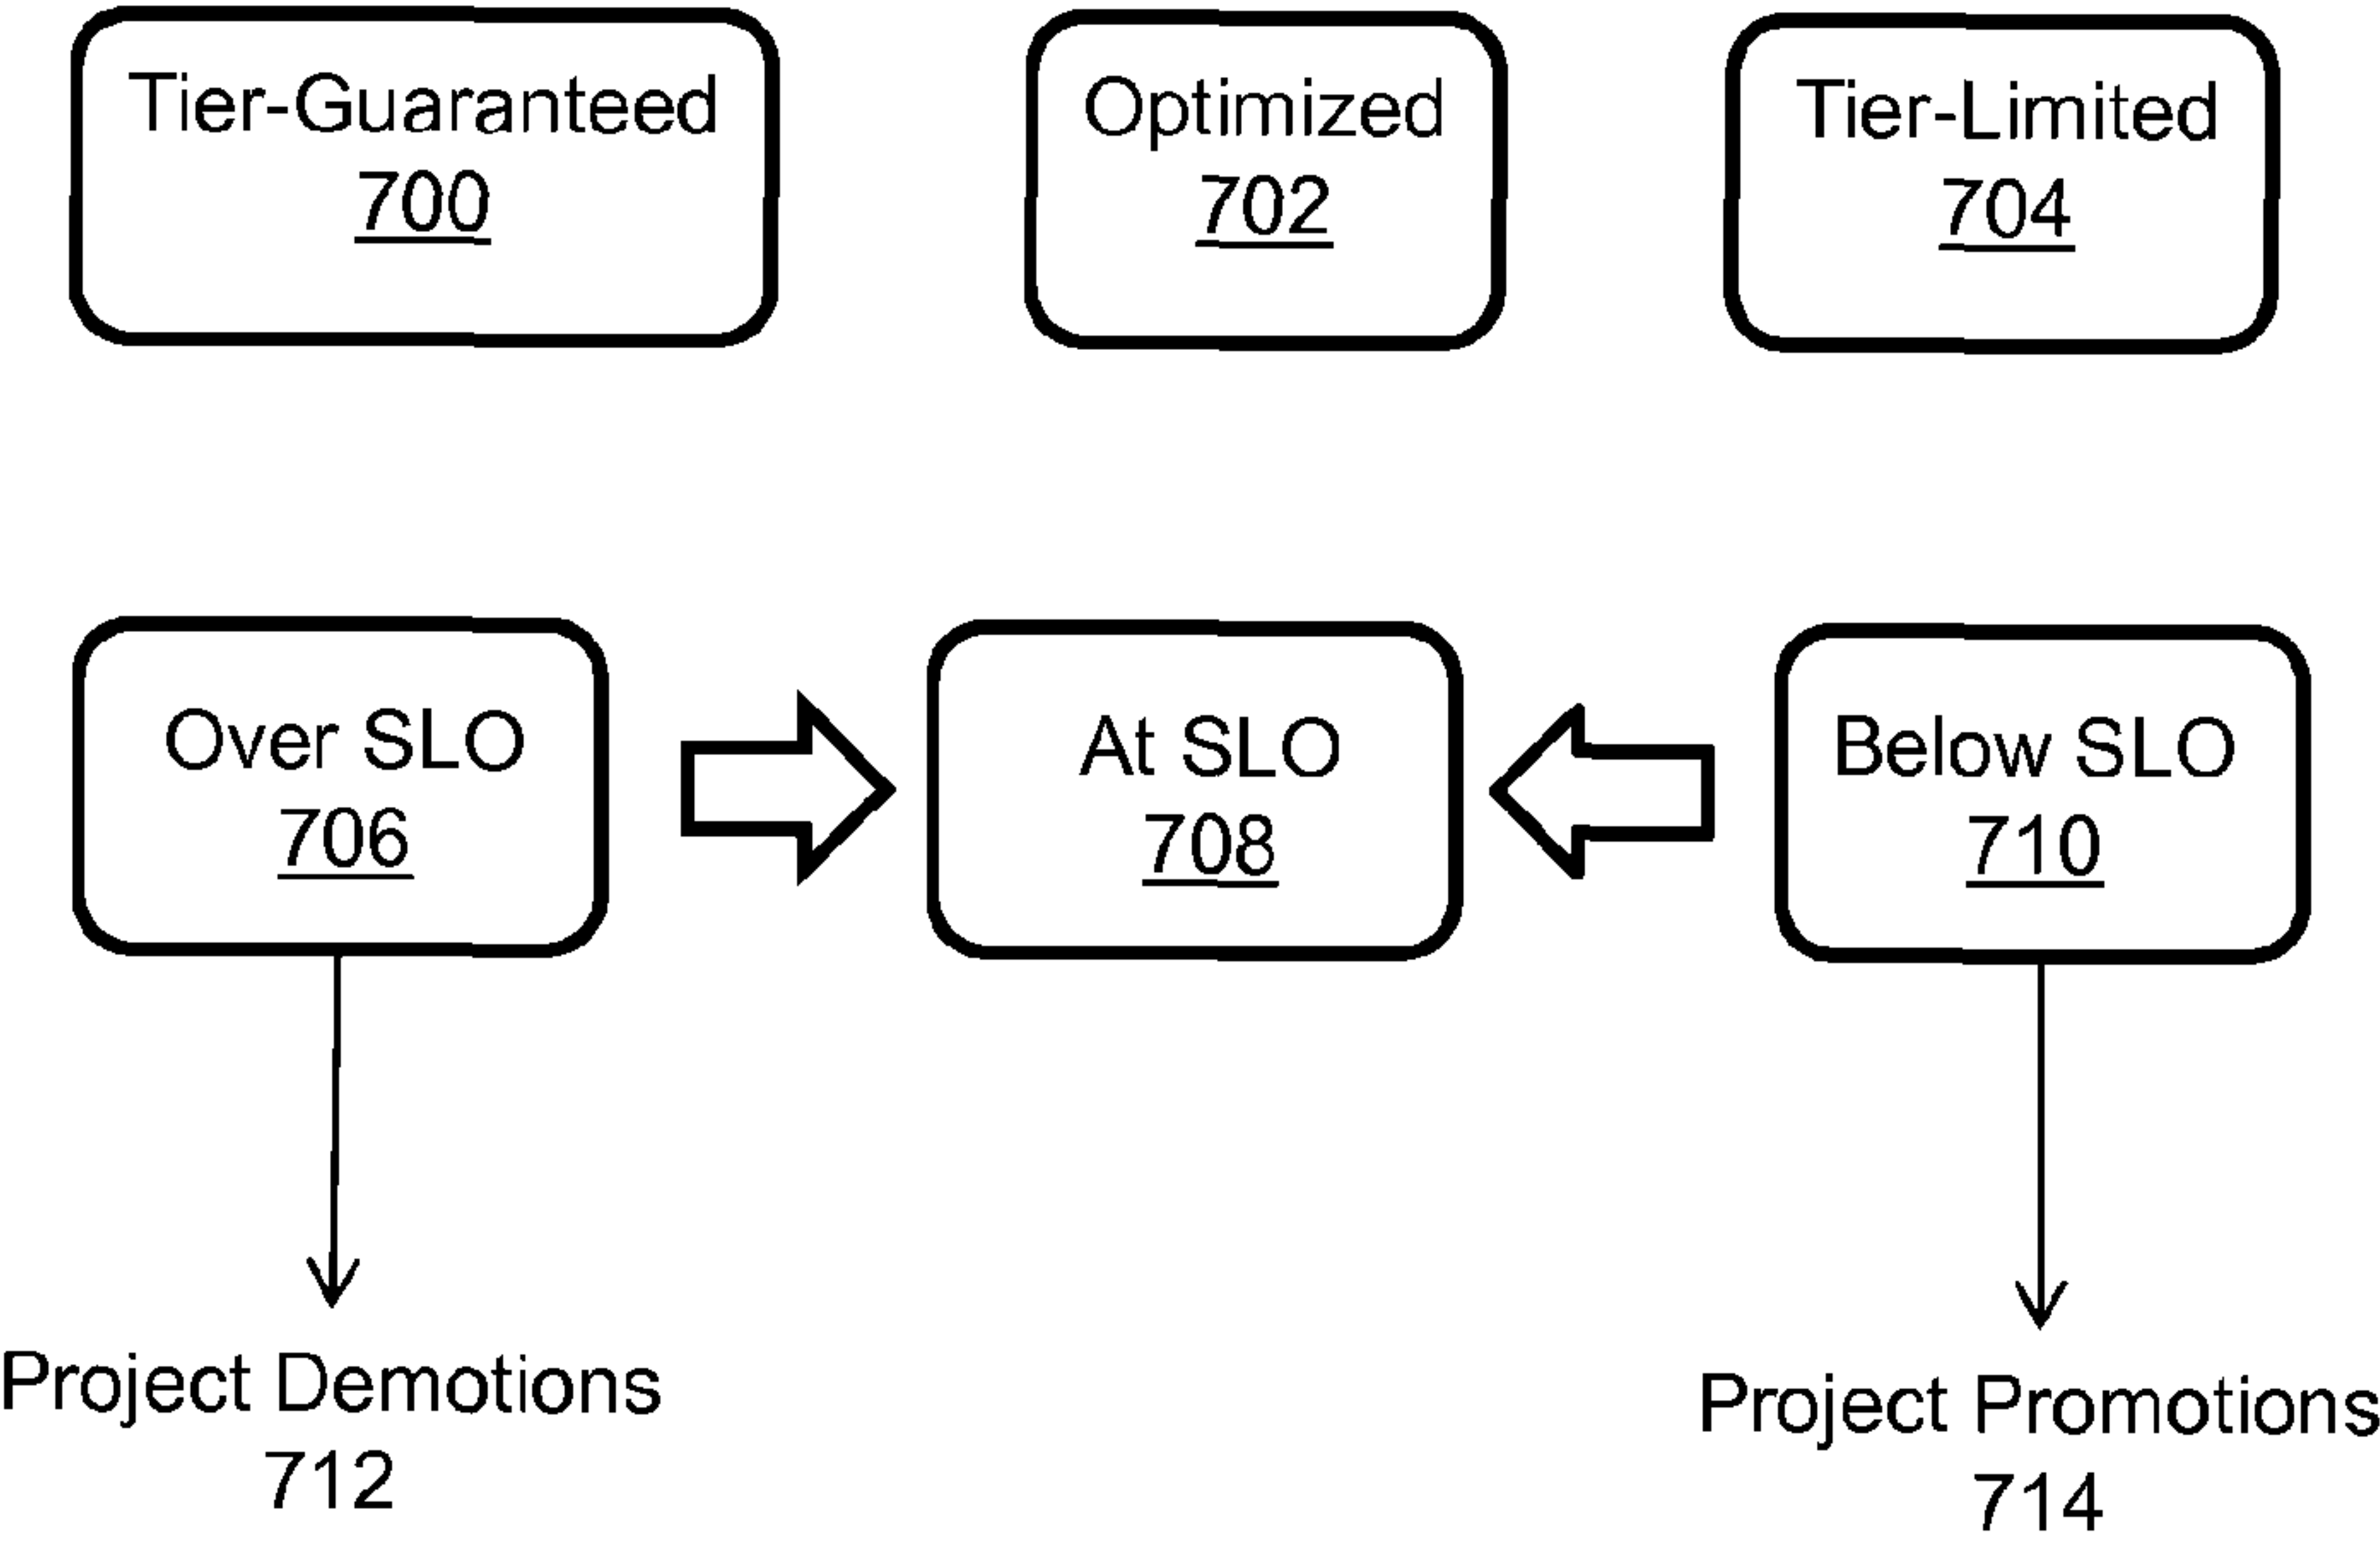 Tier-Guaranteed
700
Optimized
702
Tier-Limited
704
Over SLO
706
At SLO
708
Below SLO
710
Project Demotions
712
Project Promotions
714